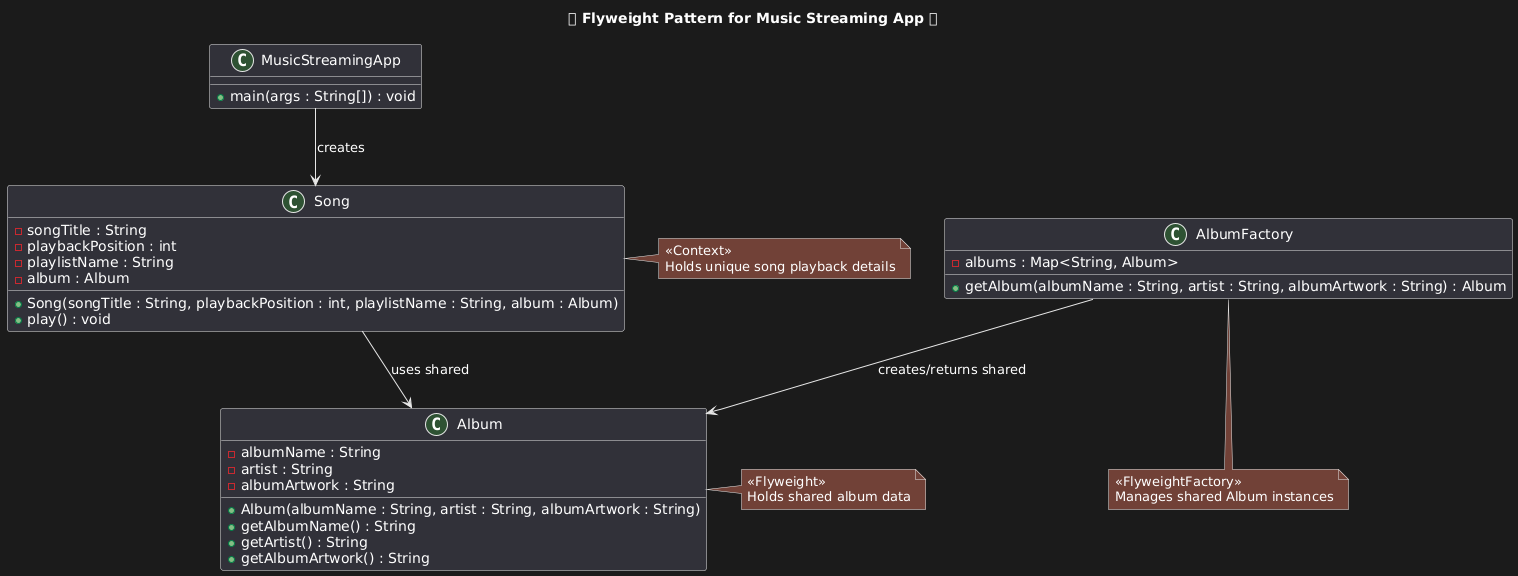 Flyweight Pattern for Music Streaming App
C MusicStreamingApp
main(args : String[]) : void
creates
C Song
songTitle : String
playbackPosition : int
playlistName : String
album : Album
Song(songTitle : String, playbackPosition : int, playlistName : String, album : Album)
play() : void
«Context»
Holds unique song playback details
C AlbumFactory
albums : Map<String, Album>
getAlbum(albumName : String, artist : String, albumArtwork : String) : Album
uses shared
creates/returns shared
C Album
albumName : String
artist : String
albumArtwork : String
Album(albumName : String, artist : String, albumArtwork : String)
getAlbumName() : String
getArtist() : String
getAlbumArtwork() : String
«Flyweight»
Holds shared album data
«FlyweightFactory»
Manages shared Album instances